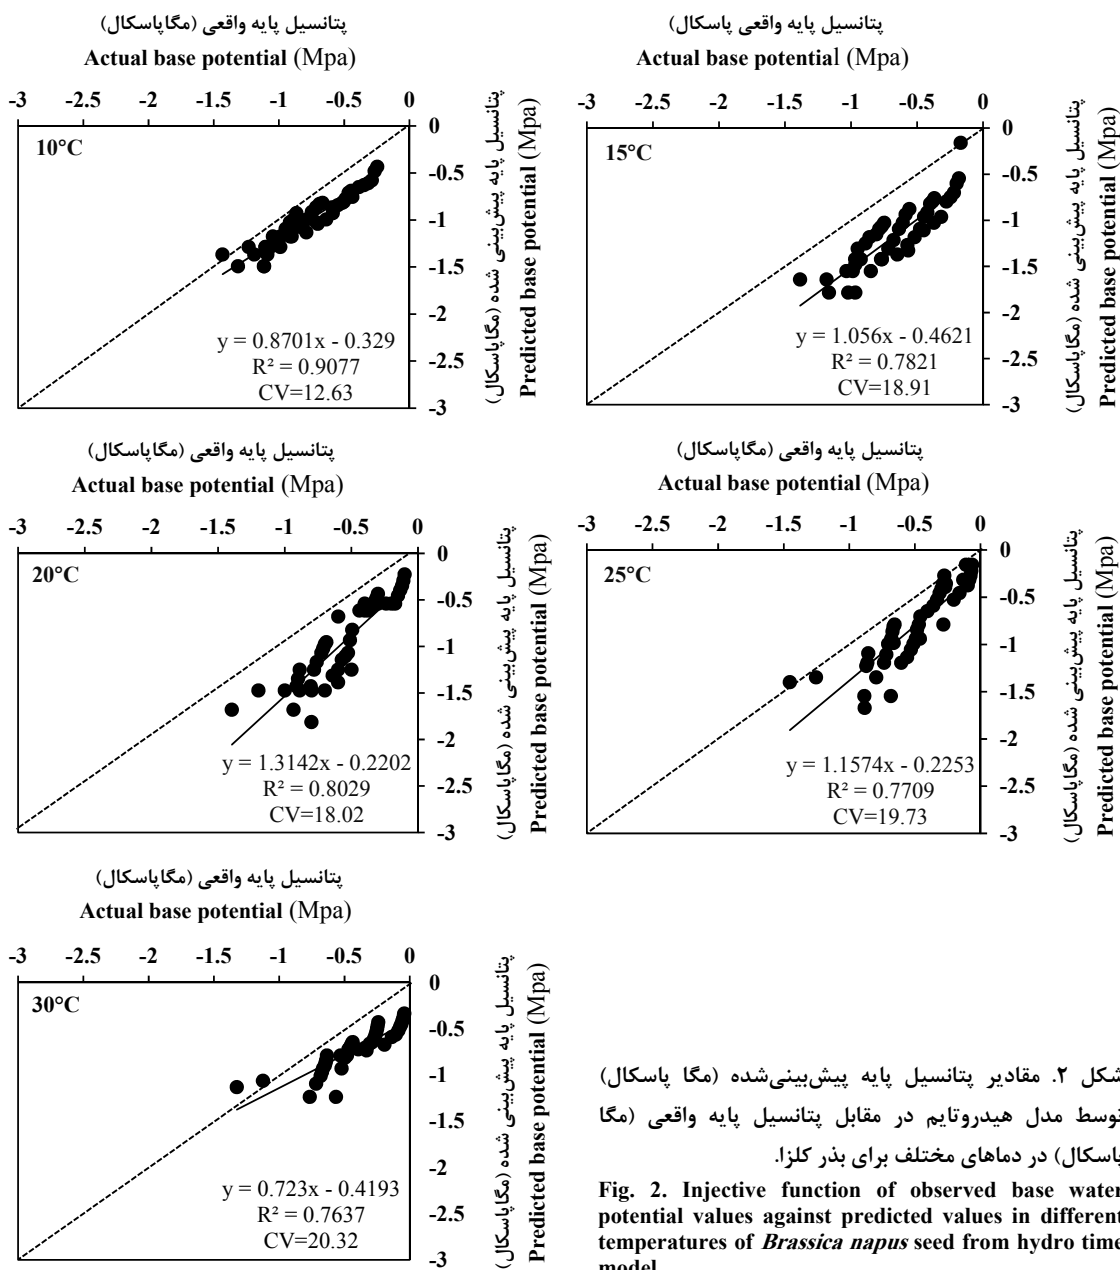 پتانسیل پایه واقعی (مگاپاسکال)
Actual base potential (Mpa)
-3 -2.5 -2 -1.5 -1 -0.5 0
10°C
0
-0.5
-1
-1.5
-2
-2.5
-3
y = 0.8701x - 0.329
R² = 0.9077
CV=12.63
پتانسیل پایه پیش‌بینی شده (مگاپاسکال)
Predicted base potential (Mpa)
پتانسیل پایه واقعی پاسکال)
Actual base potential (Mpa)
-3 -2.5 -2 -1.5 -1 -0.5 0
15°C
0
-0.5
-1
-1.5
-2
-2.5
-3
y = 1.056x - 0.4621
R² = 0.7821
CV=18.91
پتانسیل پایه پیش‌بینی شده (مگاپاسکال)
Predicted base potential (Mpa)
پتانسیل پایه واقعی (مگاپاسکال)
Actual base potential (Mpa)
-3 -2.5 -2 -1.5 -1 -0.5 0
20°C
0
-0.5
-1
-1.5
-2
-2.5
-3
y = 1.3142x - 0.2202
R² = 0.8029
CV=18.02
پتانسیل پایه پیش‌بینی شده (مگاپاسکال)
Predicted base potential (Mpa)
پتانسیل پایه واقعی (مگاپاسکال)
Actual base potential (Mpa)
-3 -2.5 -2 -1.5 -1 -0.5 0
25°C
0
-0.5
-1
-1.5
-2
-2.5
-3
y = 1.1574x - 0.2253
R² = 0.7709
CV=19.73
پتانسیل پایه پیش‌بینی شده (مگاپاسکال)
Predicted base potential (Mpa)
پتانسیل پایه واقعی (مگاپاسکال)
Actual base potential (Mpa)
-3 -2.5 -2 -1.5 -1 -0.5 0
30°C
0
-0.5
-1
-1.5
-2
-2.5
-3
y = 0.723x - 0.4193
R² = 0.7637
CV=20.32
پتانسیل پایه پیش‌بینی شده (مگاپاسکال)
Predicted base potential (Mpa)
شکل ۲. مقادیر پتانسیل پایه پیش‌بینی‌شده (مگا پاسکال)
توسط مدل هیدروتایم در مقابل پتانسیل پایه واقعی (مگا
پاسکال) در دماهای مختلف برای بذر کلزا.
Fig. 2. Injective function of observed base water
potential values against predicted values in different
temperatures of Brassica napus seed from hydro time
model